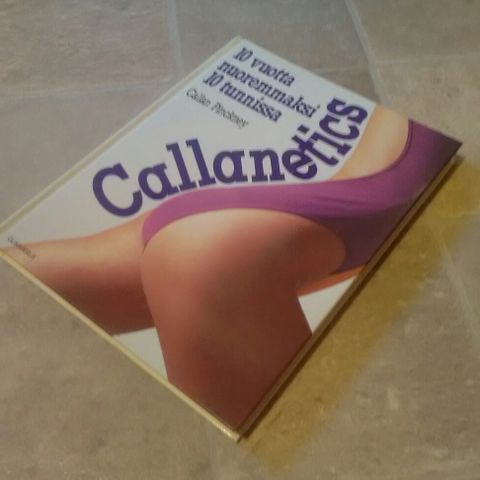 10 vuotta
nuoremmaksi
10 tunnissa
Callan Pinckney
Callanetics